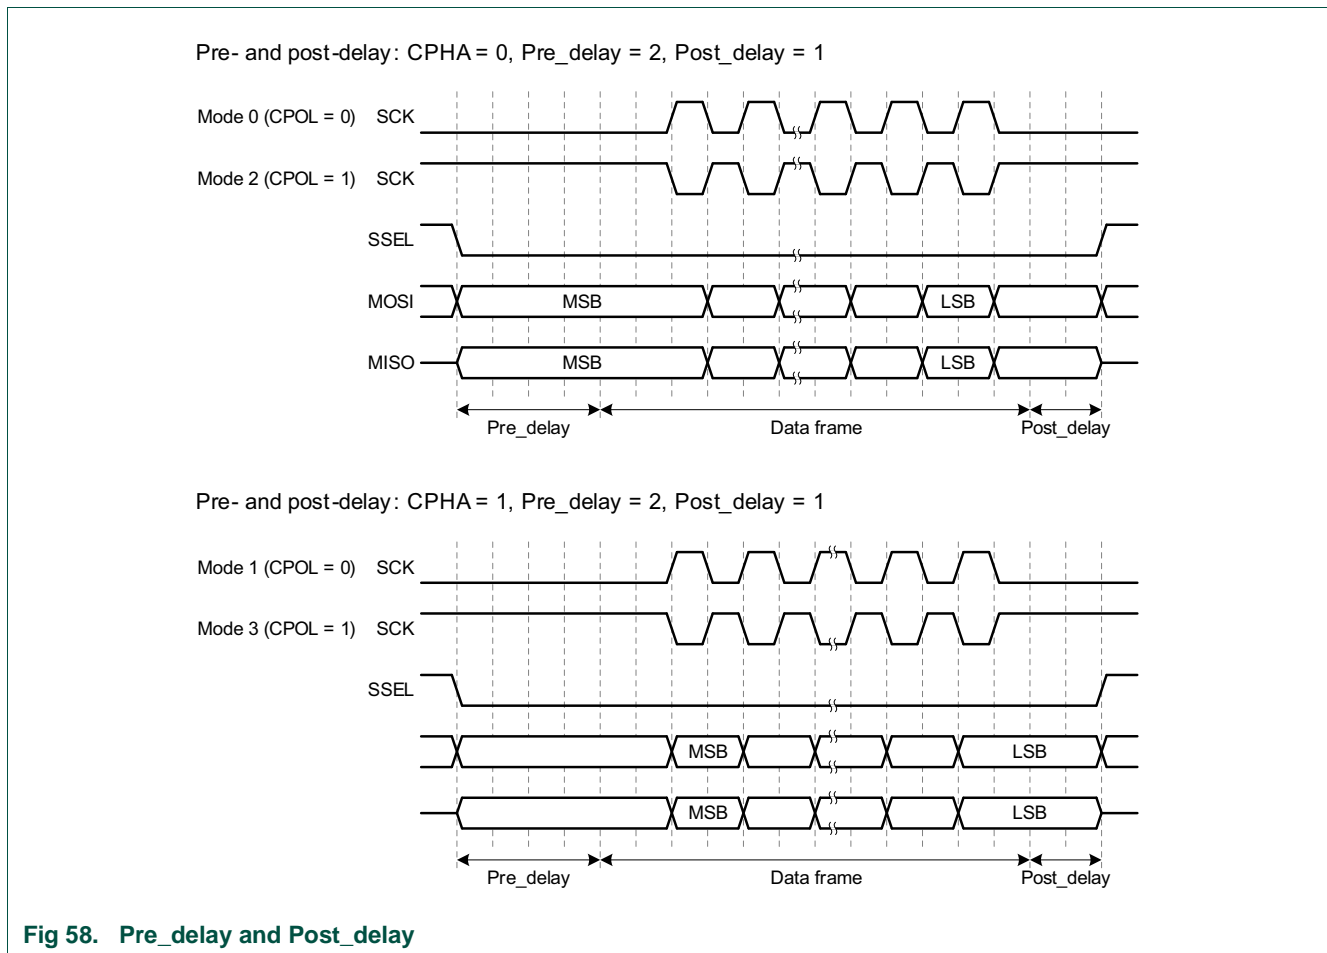 Pre- and post-delay: CPHA = 0, Pre_delay = 2, Post_delay = 1
Mode 0 (CPOL = 0) SCK
Mode 2 (CPOL = 1) SCK
SSEL
MOSI MSB LSB
MISO MSB LSB
Pre_delay Data frame Post_delay
Pre- and post-delay: CPHA = 1, Pre_delay = 2, Post_delay = 1
Mode 1 (CPOL = 0) SCK
Mode 3 (CPOL = 1) SCK
SSEL
MSB LSB
MSB LSB
Pre_delay Data frame Post_delay
Fig 58. Pre_delay and Post_delay